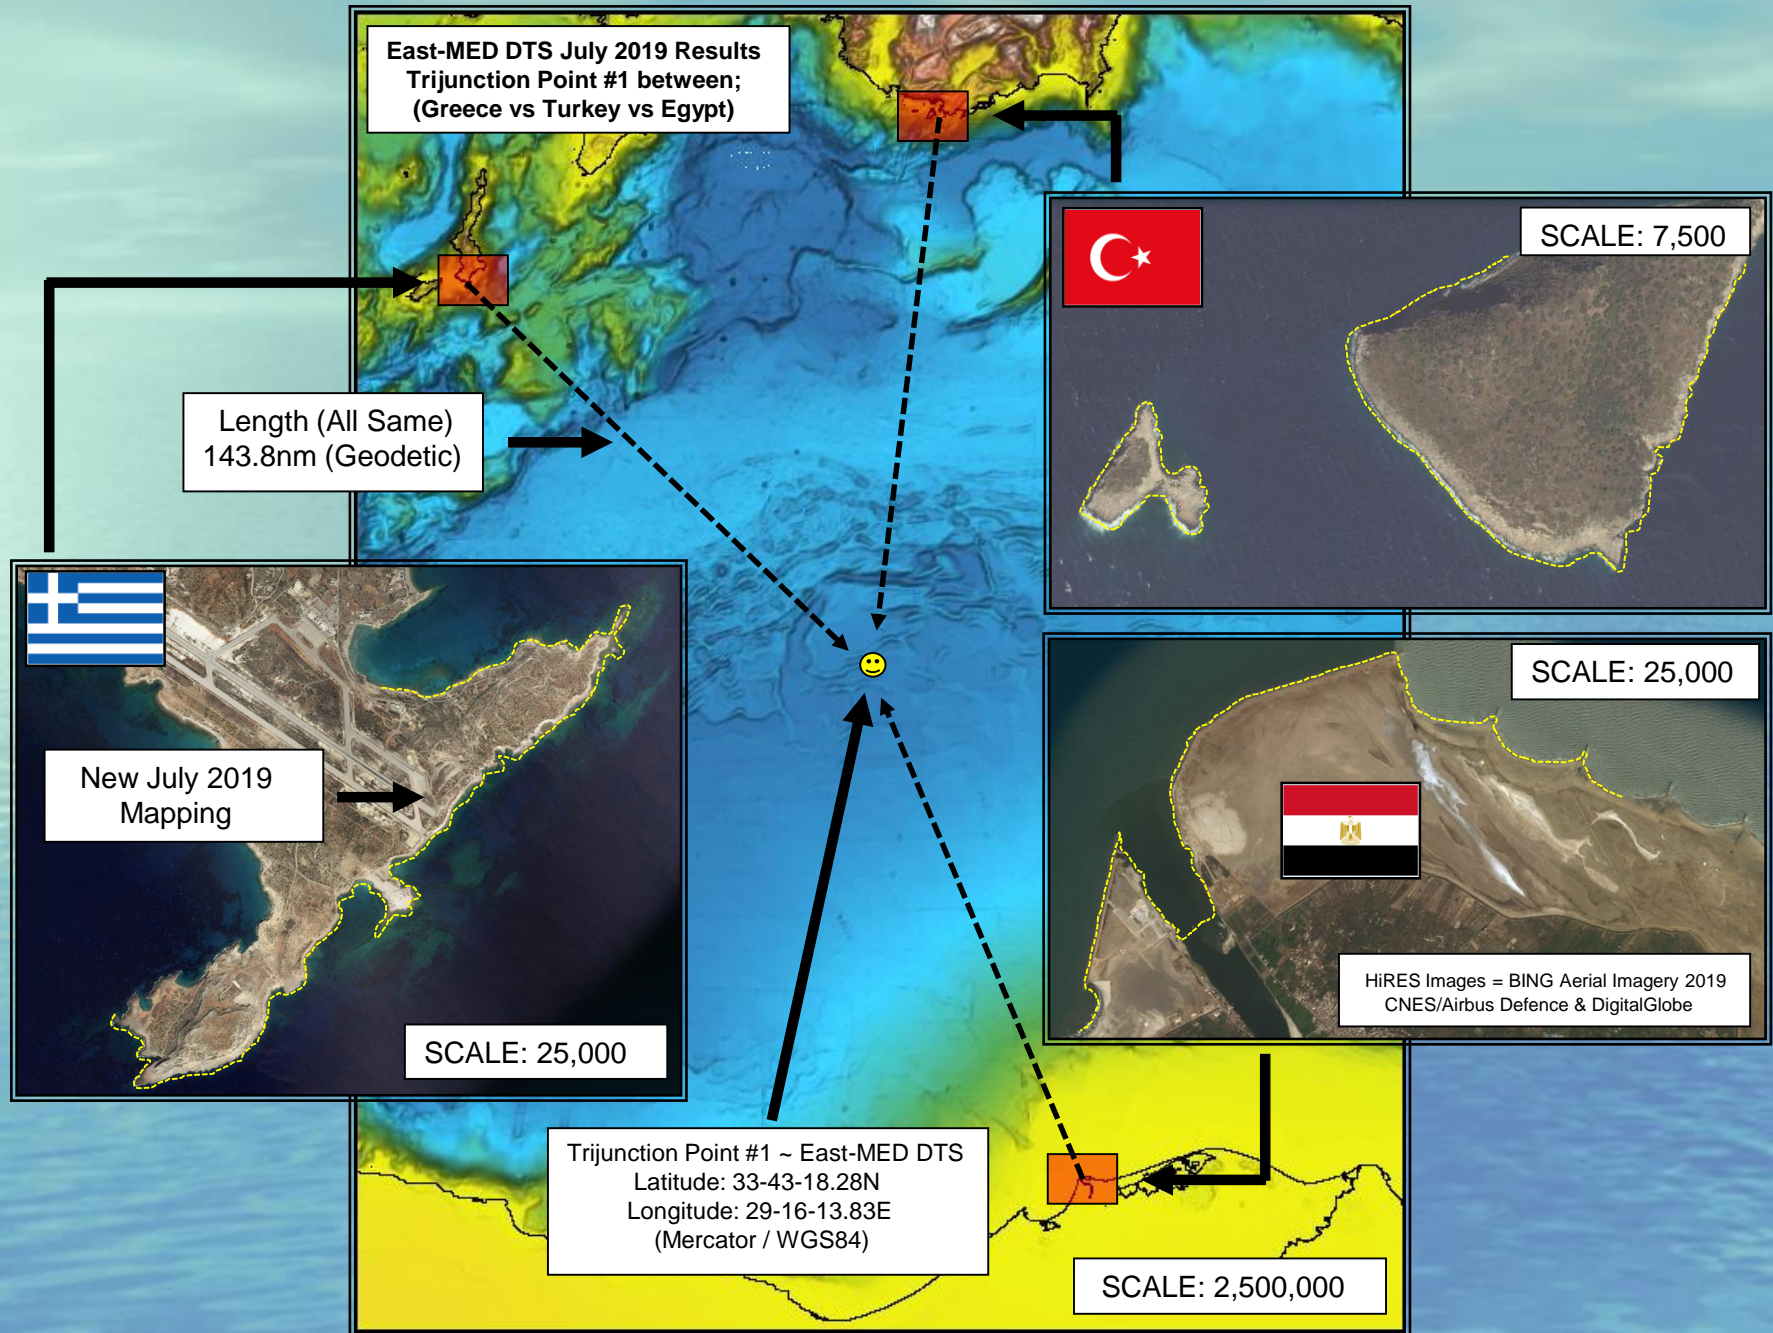 East-MED DTS July 2019 Results
Trijunction Point #1 between;
(Greece vs Turkey vs Egypt)
SCALE: 7,500
Length (All Same)
143.8nm (Geodetic)
New July 2019
Mapping
SCALE: 25,000
SCALE: 25,000
HiRES Images = BING Aerial Imagery 2019
CNES/Airbus Defence & DigitalGlobe
Trijunction Point #1 ~ East-MED DTS
Latitude: 33-43-18.28N
Longitude: 29-16-13.83E
(Mercator / WGS84)
SCALE: 2,500,000